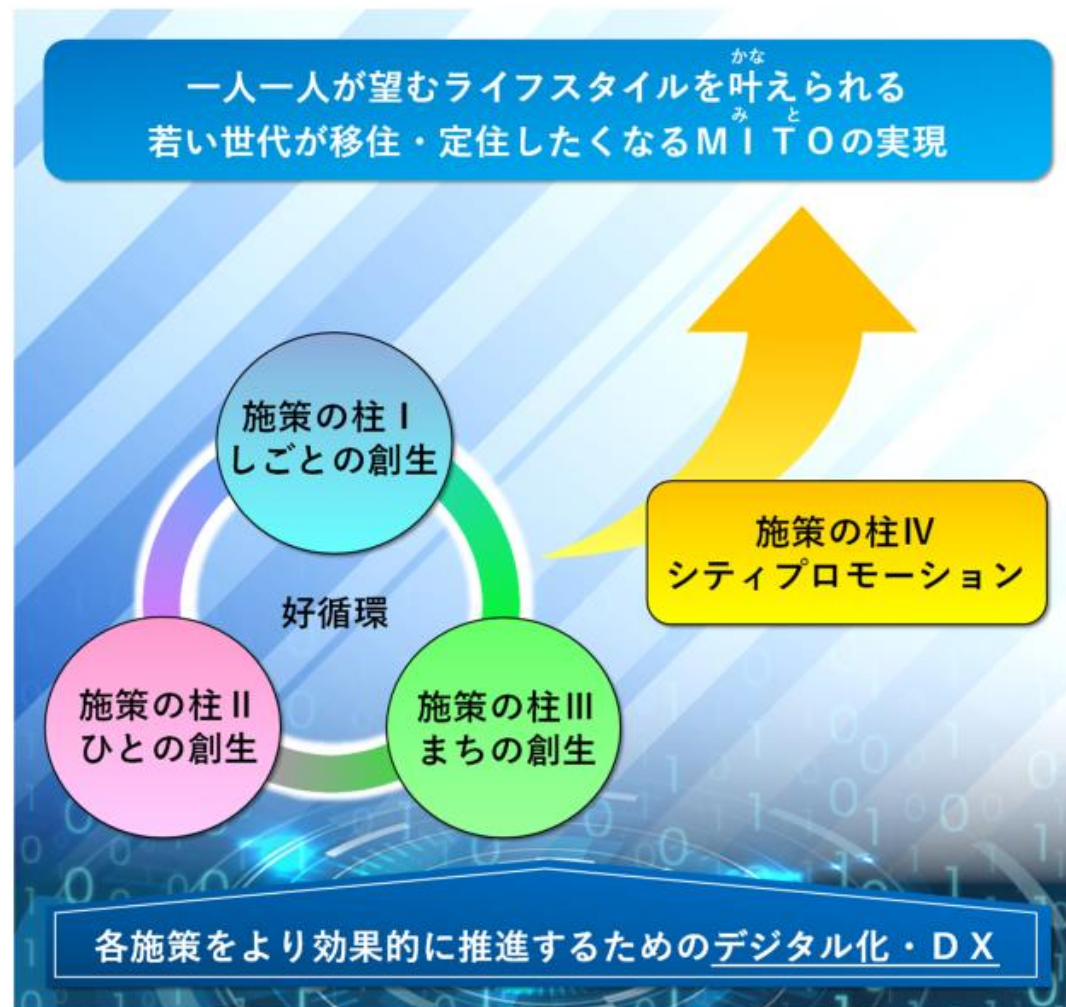 一人一人が望むライフスタイルを叶えられる
かな
若い世代が移住・定住したくなるＭＩＴＯの実現
みと
施策の柱Ⅰ
しごとの創生
好循環
施策の柱Ⅱ
ひとの創生
施策の柱Ⅲ
まちの創生
施策の柱Ⅳ
シティプロモーション
各施策をより効果的に推進するためのデジタル化・ＤＸ